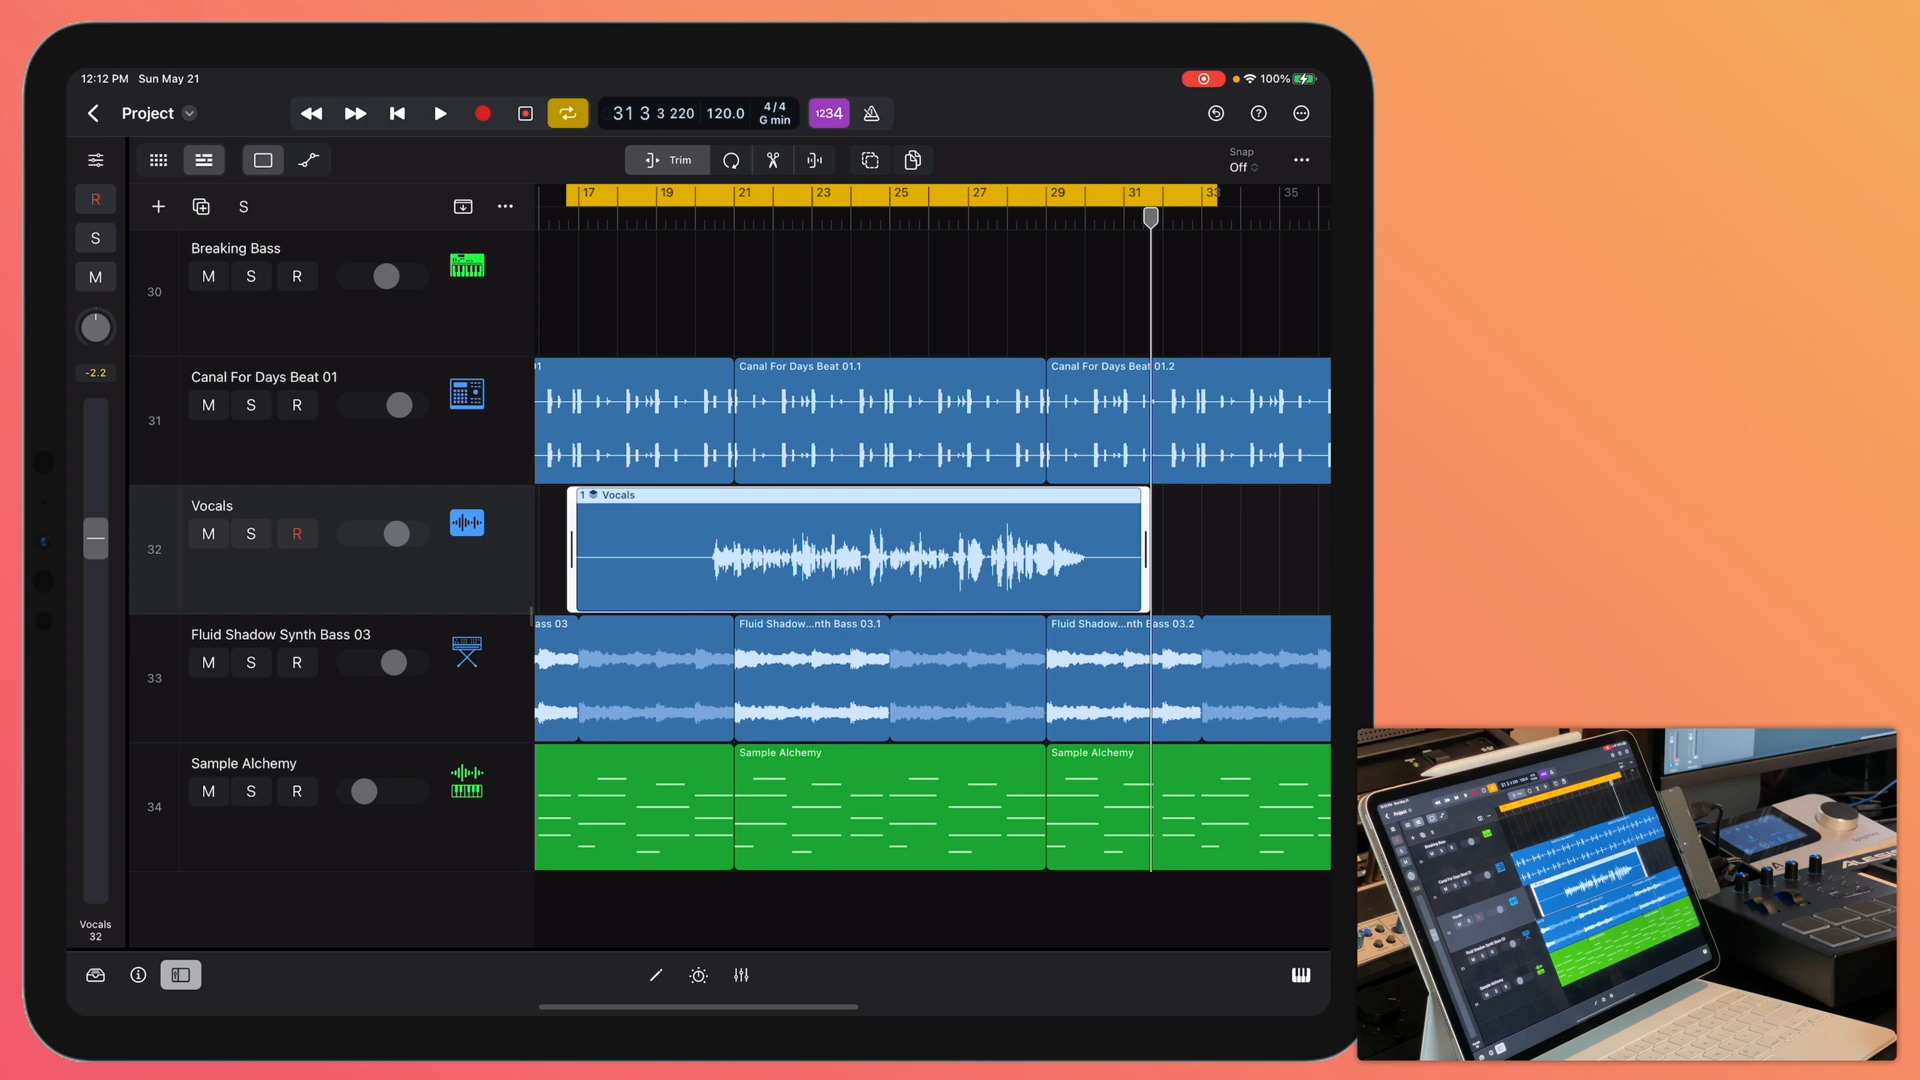 12:12 PM Sun May 21
100%
Project
31 3 3 220 120.0 4/4 G min
1234
Trim
Snap
Off
R
S
M
-2.2
Vocals
32
S
17 19 21 23 25 27 29 31 33 35
30
Breaking Bass
M S R
31
Canal For Days Beat 01
M S R
01
Canal For Days Beat 01.1
Canal For Days Beat 01.2
32
Vocals
M S R
1 Vocals
33
Fluid Shadow Synth Bass 03
M S R
ass 03
Fluid Shadow...nth Bass 03.1
Fluid Shadow...nth Bass 03.2
34
Sample Alchemy
M S R
Sample Alchemy
Sample Alchemy
ALESIS